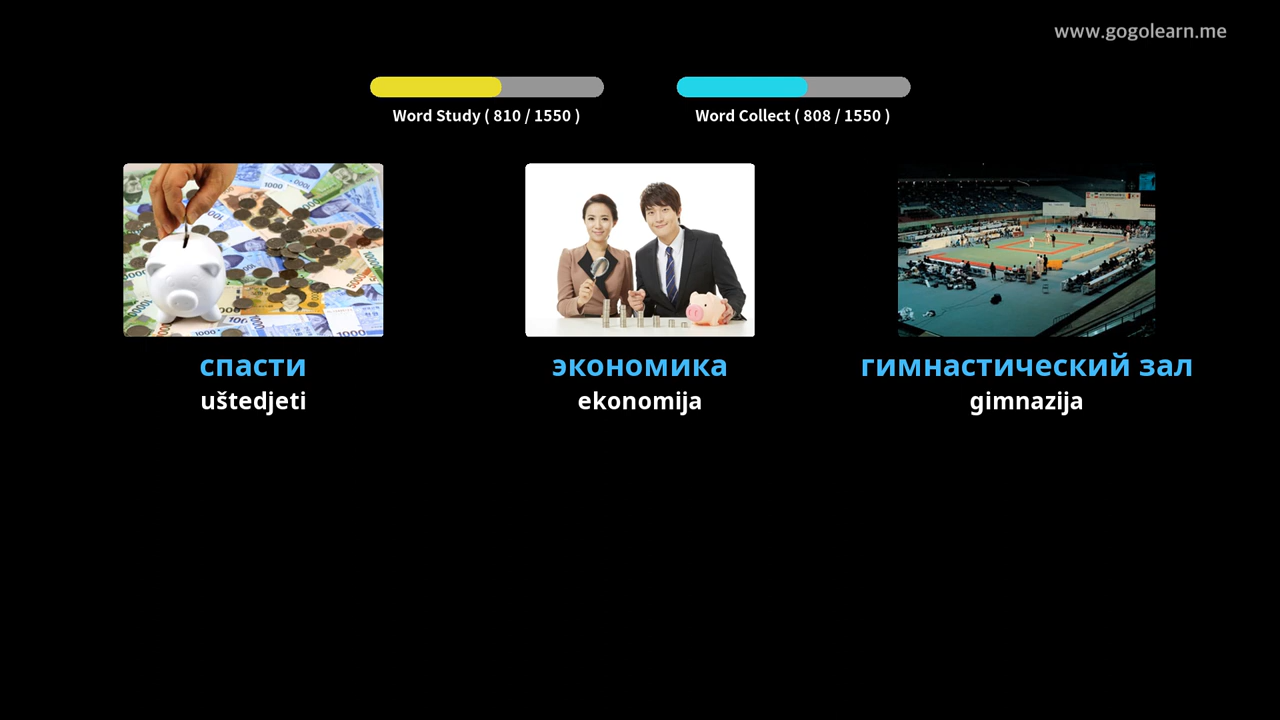 www.gogolearn.me
Word Study ( 810 / 1550 )
Word Collect ( 808 / 1550 )
спасти
экономика
гимнастический зал
uštedjeti
ekonomija
gimnazija